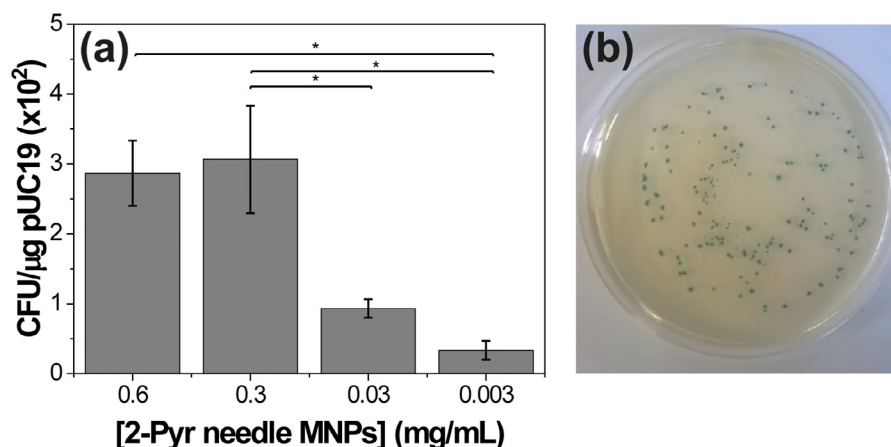 (a)
*
*
*
5
4
3
2
1
0
CFU/µg pUC19 (x10²)
0.6 0.3 0.03 0.003
[2-Pyr needle MNPs] (mg/mL)
(b)